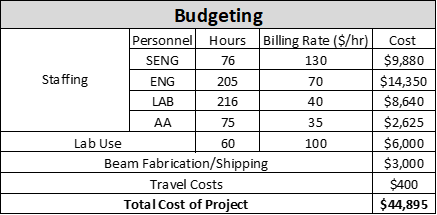 Budgeting
Personnel Hours Billing Rate ($/hr) Cost
Staffing
SENG 76 130 $9,880
ENG 205 70 $14,350
LAB 216 40 $8,640
AA 75 35 $2,625
Lab Use 60 100 $6,000
Beam Fabrication/Shipping $3,000
Travel Costs $400
Total Cost of Project $44,895